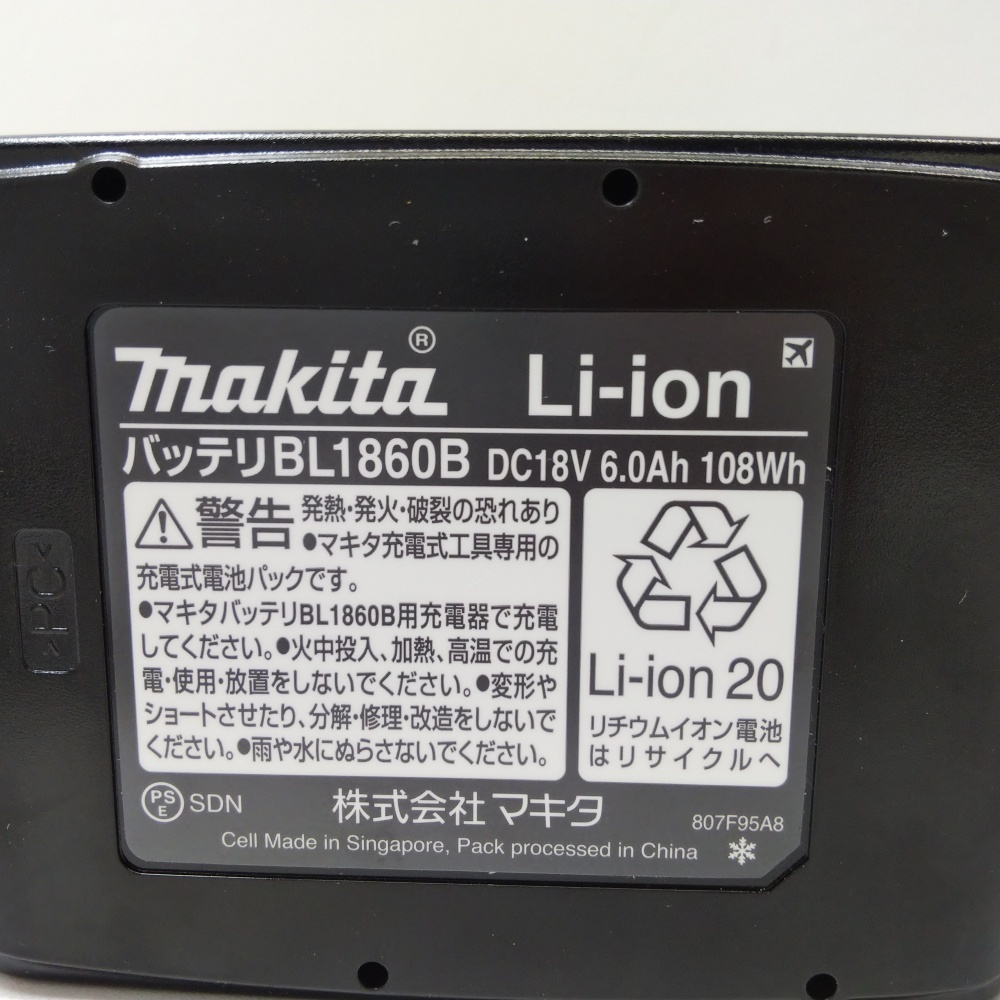 makita® Li-ion
バッテリBL1860B DC18V 6.0Ah 108Wh
警告 発熱・発火・破裂の恐れあり
●マキタ充電式工具専用の
充電式電池パックです。
●マキタバッテリBL1860B用充電器で充電
してください。●火中投入、加熱、高温での充
電・使用・放置をしないでください。●変形や
ショートさせたり、分解・修理・改造をしないで
ください。●雨や水にぬらさないでください。
Li-ion 20
リチウムイオン電池
はリサイクルへ
PSE SDN 株式会社マキタ 807F95A8
Cell Made in Singapore, Pack processed in China
>PC<